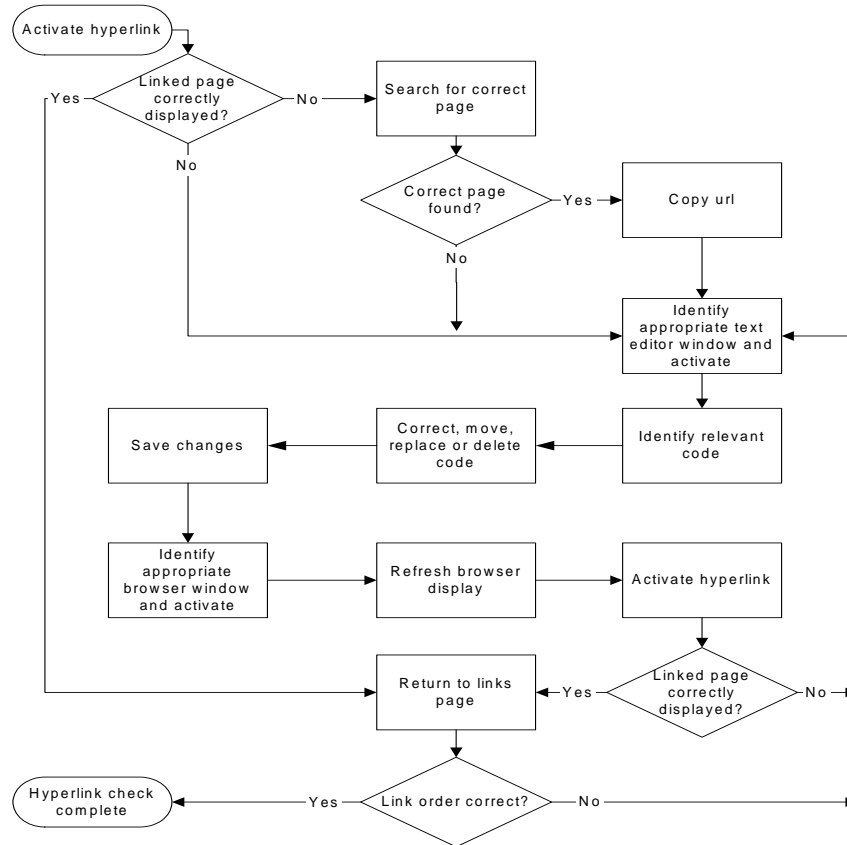 Activate hyperlink
Linked page
correctly
displayed?
Yes
No
Search for correct
page
No
Correct page
found?
Yes
Copy url
No
Identify
appropriate text
editor window and
activate
Save changes
Correct, move,
replace or delete
code
Identify relevant
code
Identify
appropriate
browser window
and activate
Refresh browser
display
Activate hyperlink
Return to links
page
Yes
Linked page
correctly
displayed?
No
Hyperlink check
complete
Yes
Link order correct?
No